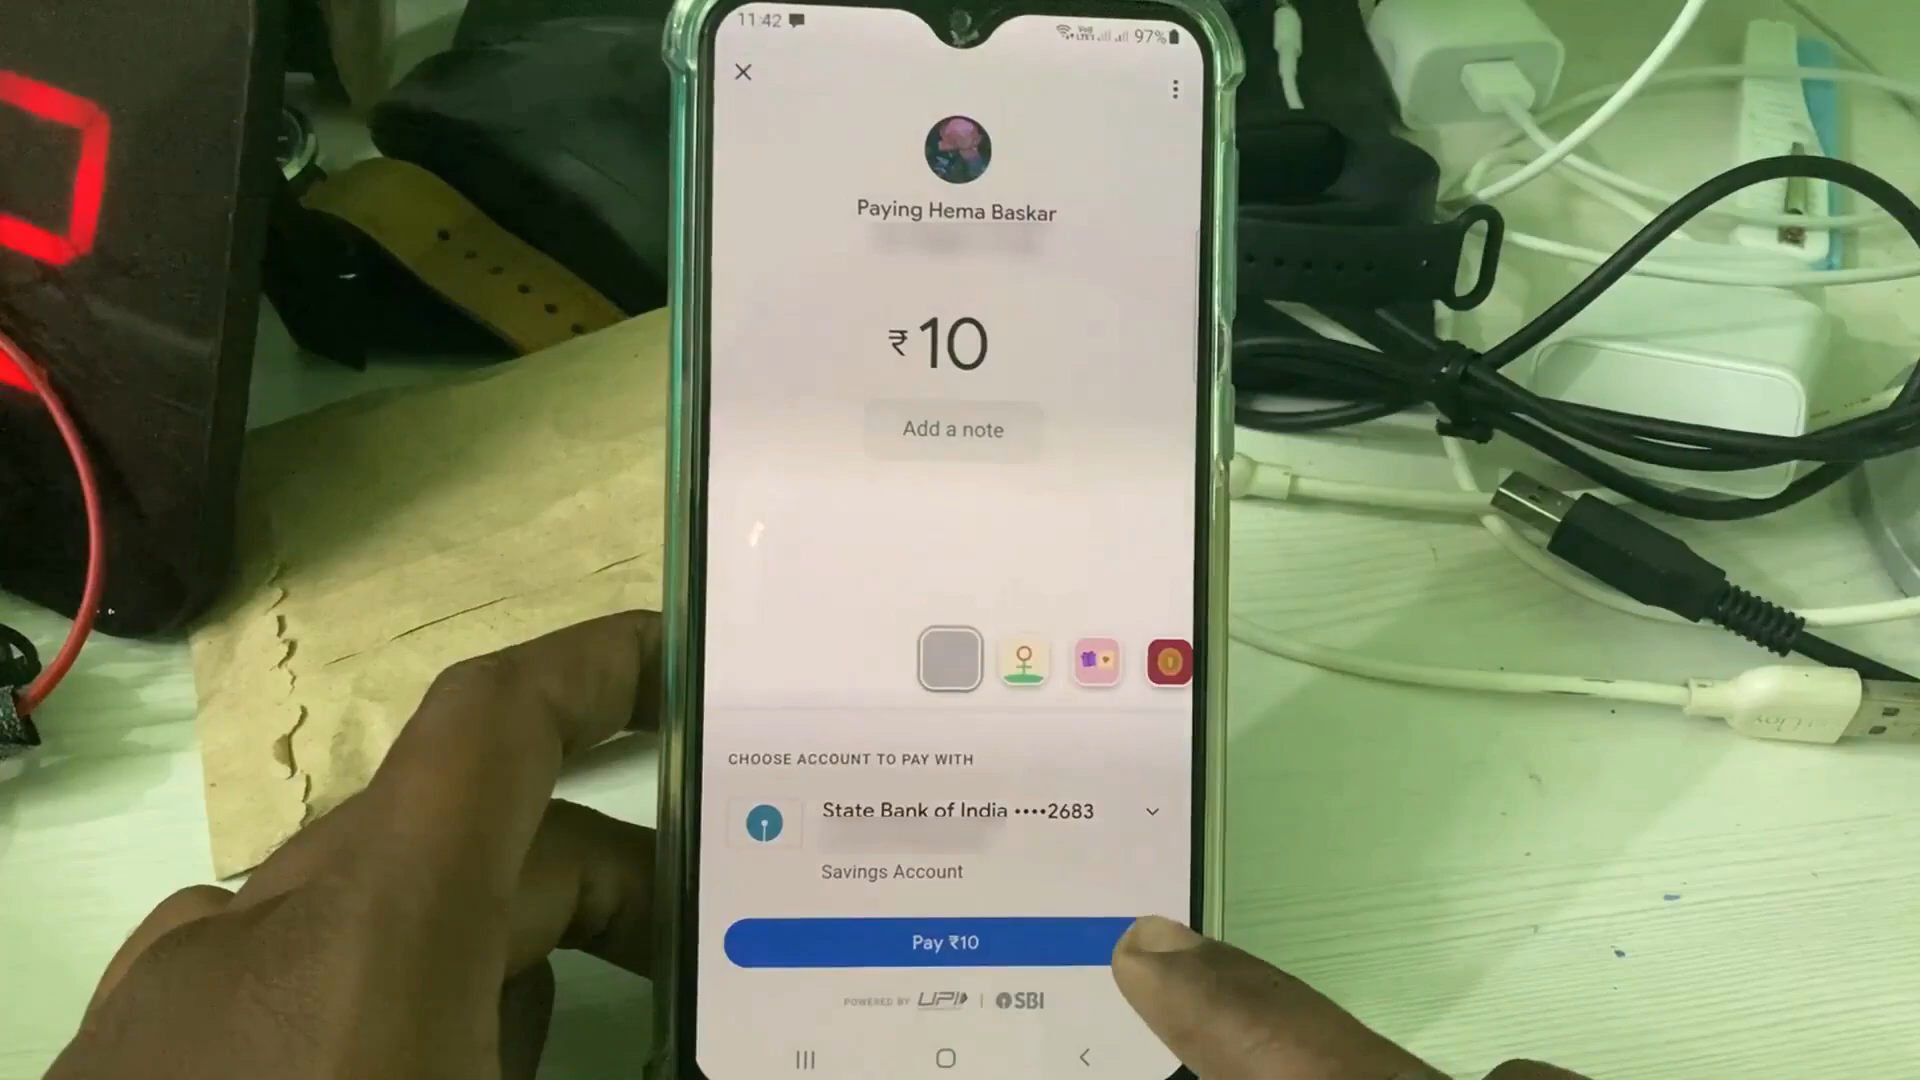 11:42
97%
Paying Hema Baskar
₹10
Add a note
CHOOSE ACCOUNT TO PAY WITH
State Bank of India ••••2683
Savings Account
Pay ₹10
POWERED BY UPI | SBI